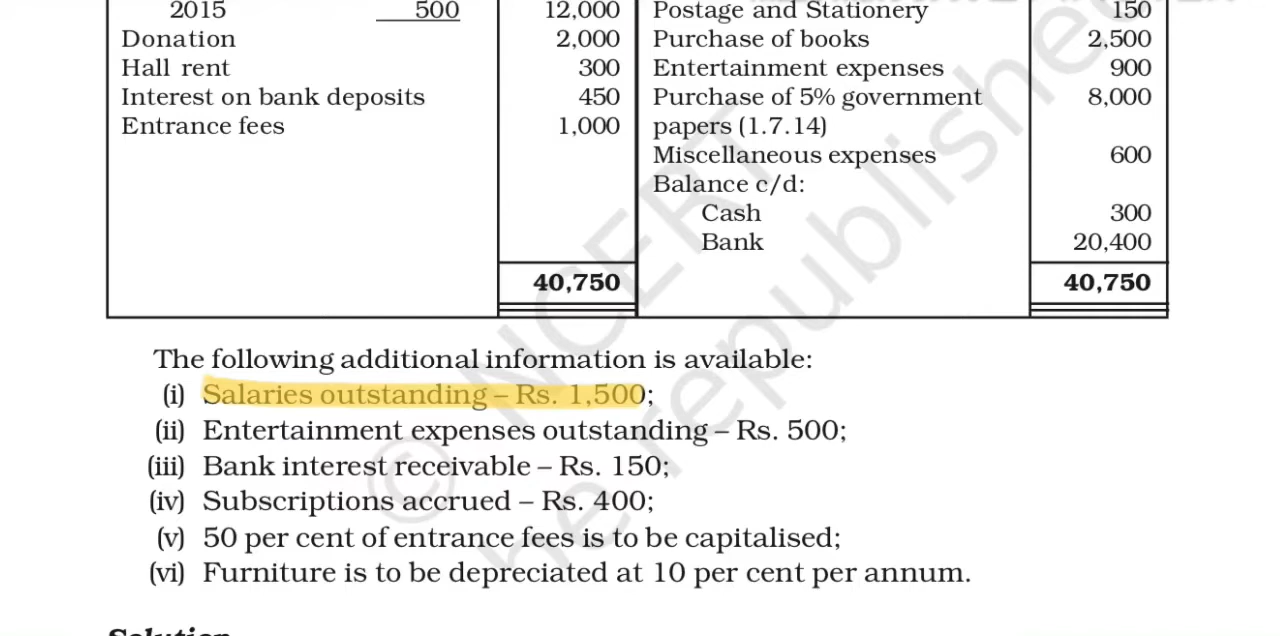 2015 500 12,000 Postage and Stationery 150
Donation 2,000 Purchase of books 2,500
Hall rent 300 Entertainment expenses 900
Interest on bank deposits 450 Purchase of 5% government 8,000
Entrance fees 1,000 papers (1.7.14)
Miscellaneous expenses 600
Balance c/d:
Cash 300
Bank 20,400
40,750 40,750
The following additional information is available:
(i) Salaries outstanding – Rs. 1,500;
(ii) Entertainment expenses outstanding – Rs. 500;
(iii) Bank interest receivable – Rs. 150;
(iv) Subscriptions accrued – Rs. 400;
(v) 50 per cent of entrance fees is to be capitalised;
(vi) Furniture is to be depreciated at 10 per cent per annum.
Solution
© NCERT
be republished